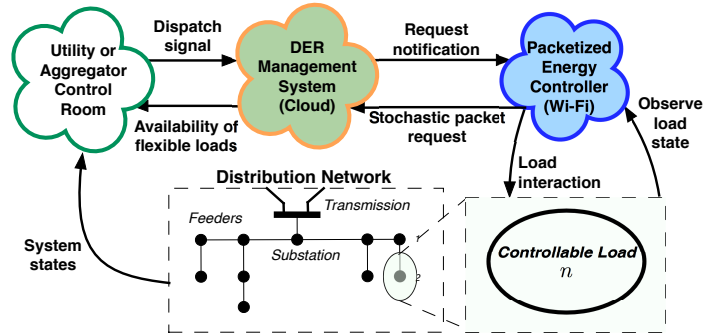 Dispatch
signal
Request
notification
Utility or
Aggregator
Control
Room
DER
Management
System
(Cloud)
Packetized
Energy
Controller
(Wi-Fi)
Availability of
flexible loads
Stochastic packet
request
Observe
load
state
Load
interaction
Distribution Network
Transmission
Feeders
Substation
1
2
System
states
Controllable Load
n